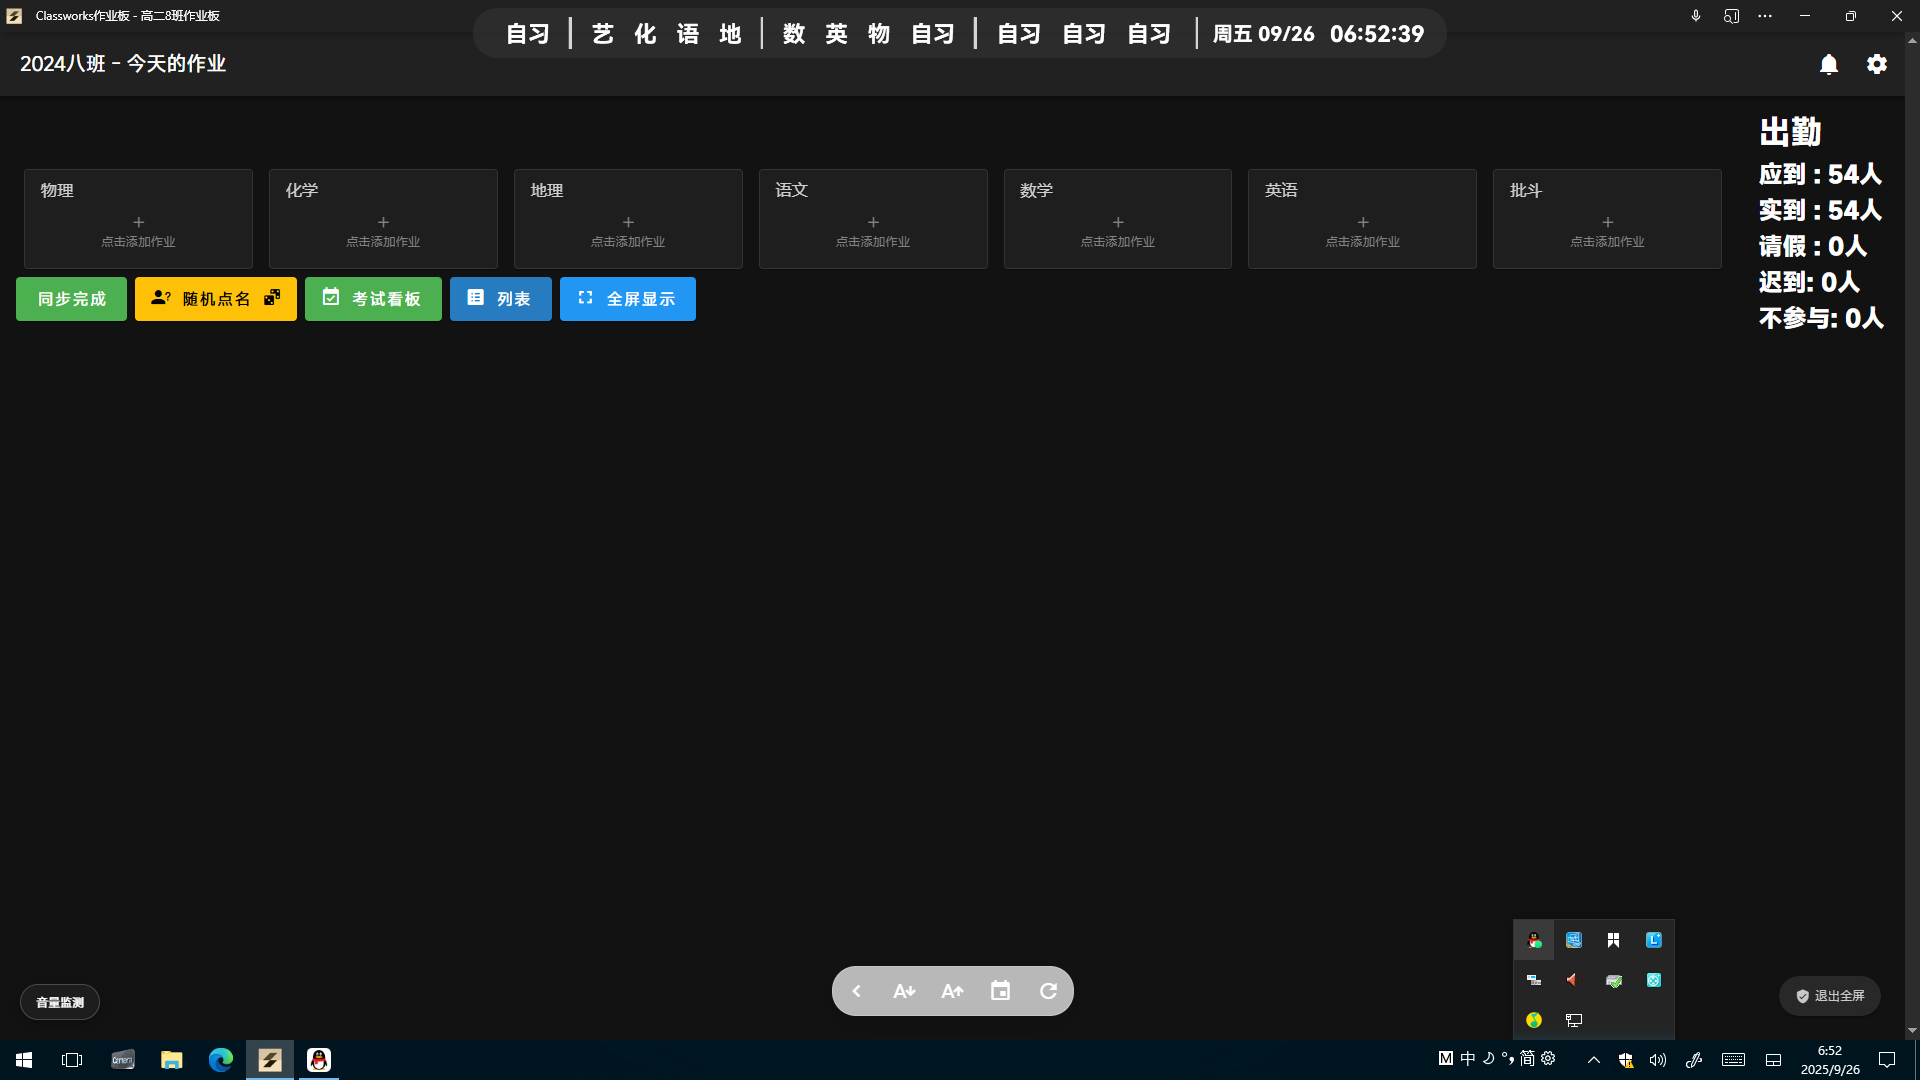 Classworks作业板 - 高二8班作业板
自习 | 艺 化 语 地 | 数 英 物 自习 | 自习 自习 自习 | 周五 09/26 06:52:39
2024八班 - 今天的作业
出勤
应到 : 54人
实到 : 54人
请假 : 0人
迟到: 0人
不参与: 0人
物理
点击添加作业
化学
点击添加作业
地理
点击添加作业
语文
点击添加作业
数学
点击添加作业
英语
点击添加作业
批斗
点击添加作业
同步完成
随机点名
考试看板
列表
全屏显示
音量监测
退出全屏
M 中 简
6:52
2025/9/26